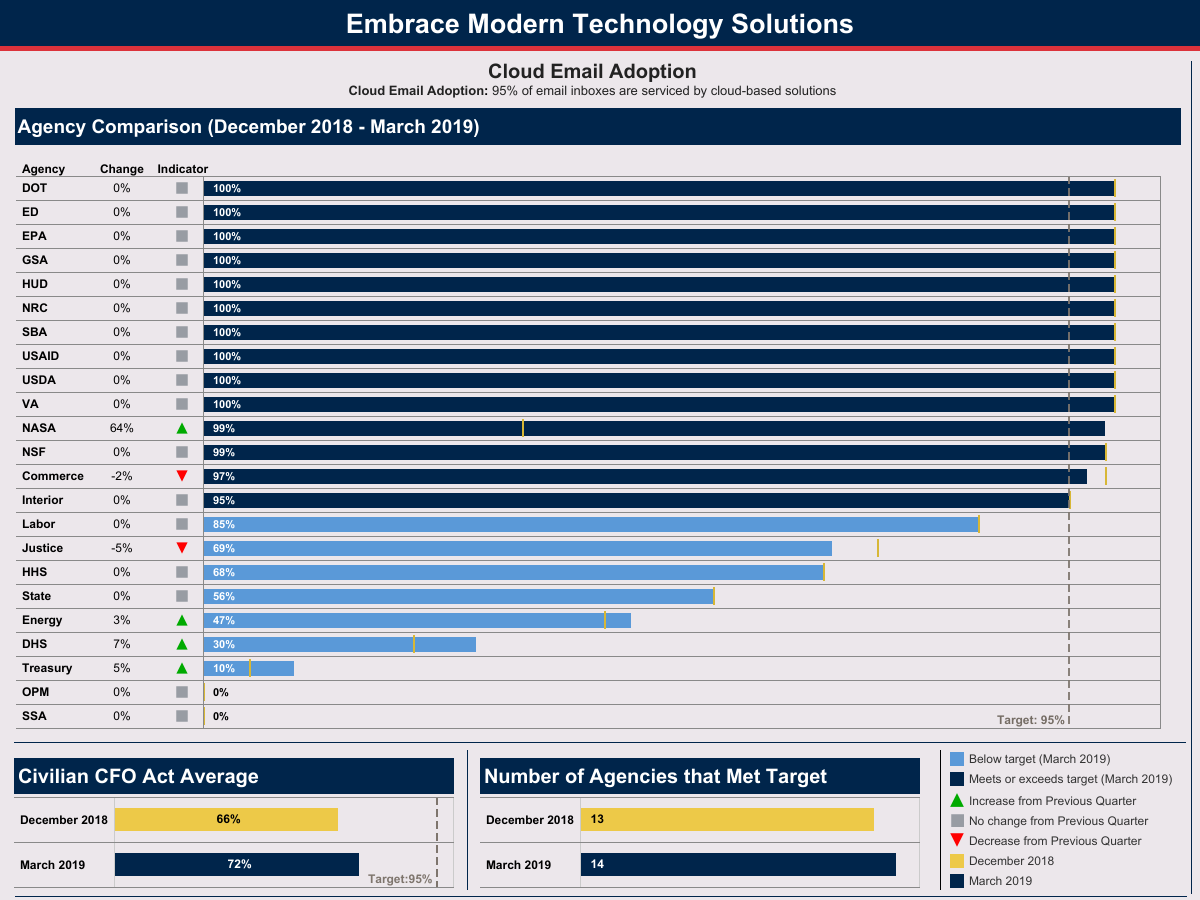 Embrace Modern Technology Solutions
Cloud Email Adoption
Cloud Email Adoption: 95% of email inboxes are serviced by cloud-based solutions
Agency Comparison (December 2018 - March 2019)
Agency Change Indicator
DOT 0% 100%
ED 0% 100%
EPA 0% 100%
GSA 0% 100%
HUD 0% 100%
NRC 0% 100%
SBA 0% 100%
USAID 0% 100%
USDA 0% 100%
VA 0% 100%
NASA 64% 99%
NSF 0% 99%
Commerce -2% 97%
Interior 0% 95%
Labor 0% 85%
Justice -5% 69%
HHS 0% 68%
State 0% 56%
Energy 3% 47%
DHS 7% 30%
Treasury 5% 10%
OPM 0% 0%
SSA 0% 0%
Target: 95%
Civilian CFO Act Average
December 2018 66%
March 2019 72%
Target:95%
Number of Agencies that Met Target
December 2018 13
March 2019 14
Below target (March 2019)
Meets or exceeds target (March 2019)
Increase from Previous Quarter
No change from Previous Quarter
Decrease from Previous Quarter
December 2018
March 2019